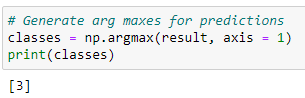 # Generate arg maxes for predictions
classes = np.argmax(result, axis = 1)
print(classes)
[3]